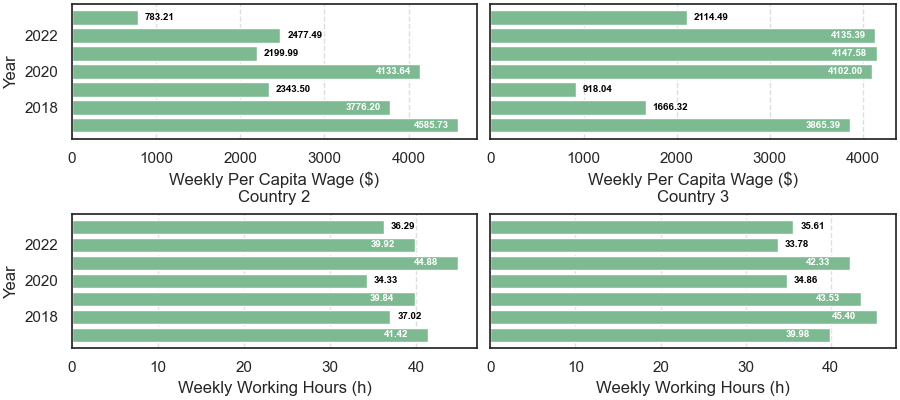 783.21
2114.49
2022
2477.49
4135.39
2199.99
4147.58
2020
4133.64
4102.00
2343.50
918.04
2018
3776.20
1666.32
4585.73
3865.39
Year
0 1000 2000 3000 4000
0 1000 2000 3000 4000
Weekly Per Capita Wage ($)
Weekly Per Capita Wage ($)
Country 2
Country 3
36.29
35.61
2022
39.92
33.78
44.88
42.33
2020
34.33
34.86
39.84
43.53
2018
37.02
45.40
41.42
39.98
Year
0 10 20 30 40
0 10 20 30 40
Weekly Working Hours (h)
Weekly Working Hours (h)